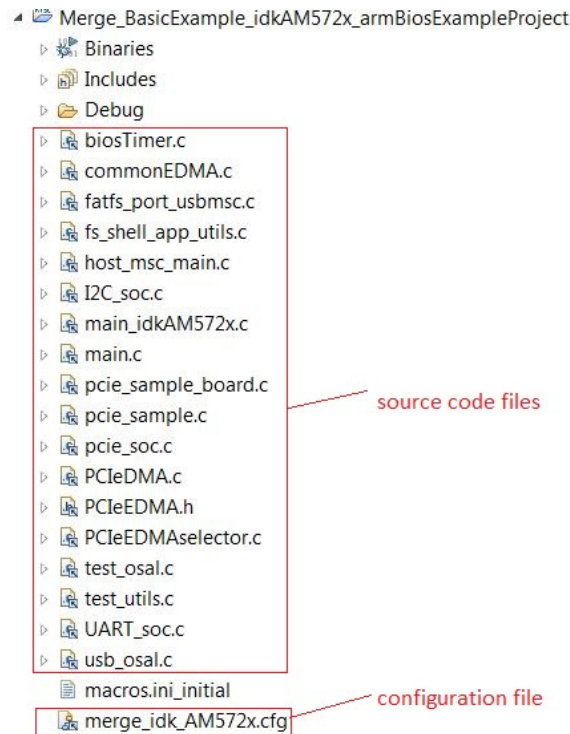 Merge_BasicExample_idkAM572x_armBiosExampleProject
Binaries
Includes
Debug
biosTimer.c
commonEDMA.c
fatfs_port_usbmsc.c
fs_shell_app_utils.c
host_msc_main.c
I2C_soc.c
main_idkAM572x.c
main.c
pcie_sample_board.c
pcie_sample.c
source code files
pcie_soc.c
PCIeDMA.c
PCIeEDMA.h
PCIeEDMAselector.c
test_osal.c
test_utils.c
UART_soc.c
usb_osal.c
macros.ini_initial
configuration file
merge_idk_AM572x.cfg